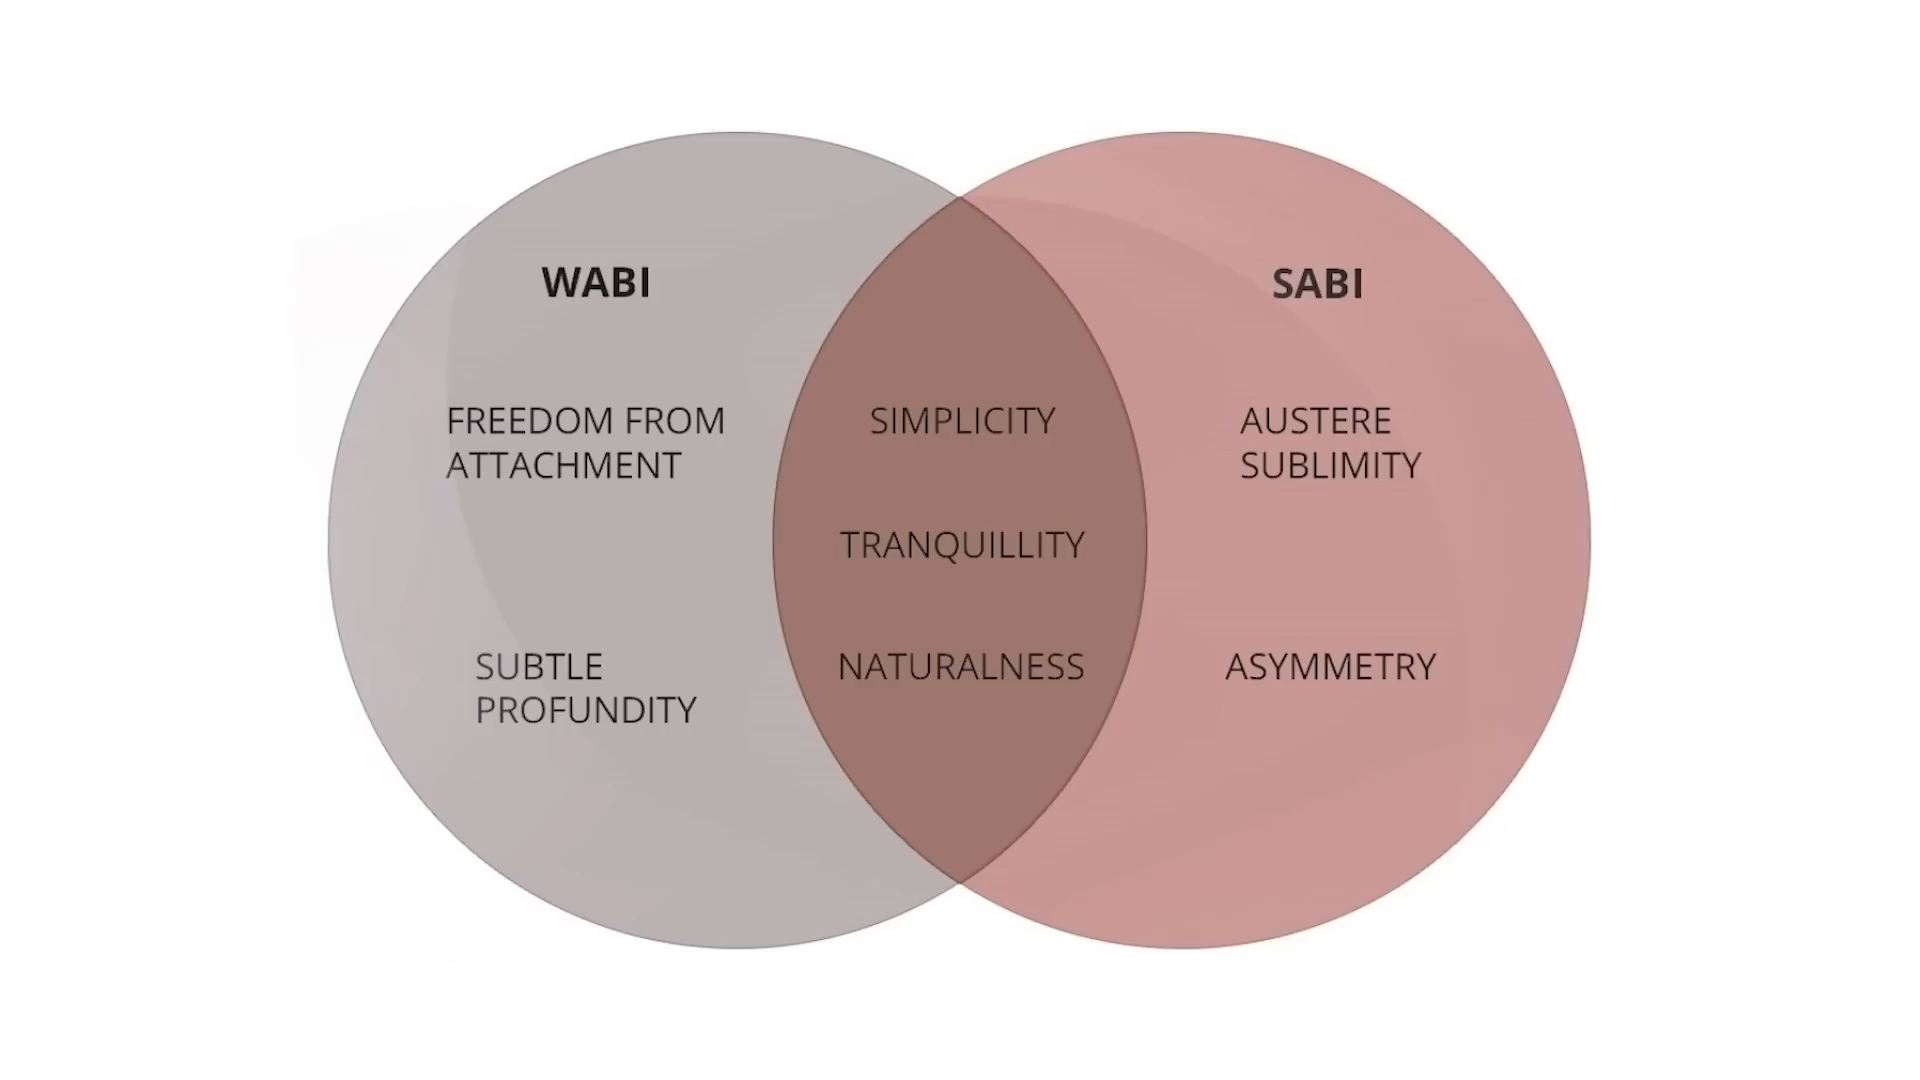 WABI
FREEDOM FROM
ATTACHMENT
SUBTLE
PROFUNDITY
SIMPLICITY
TRANQUILLITY
NATURALNESS
SABI
AUSTERE
SUBLIMITY
ASYMMETRY